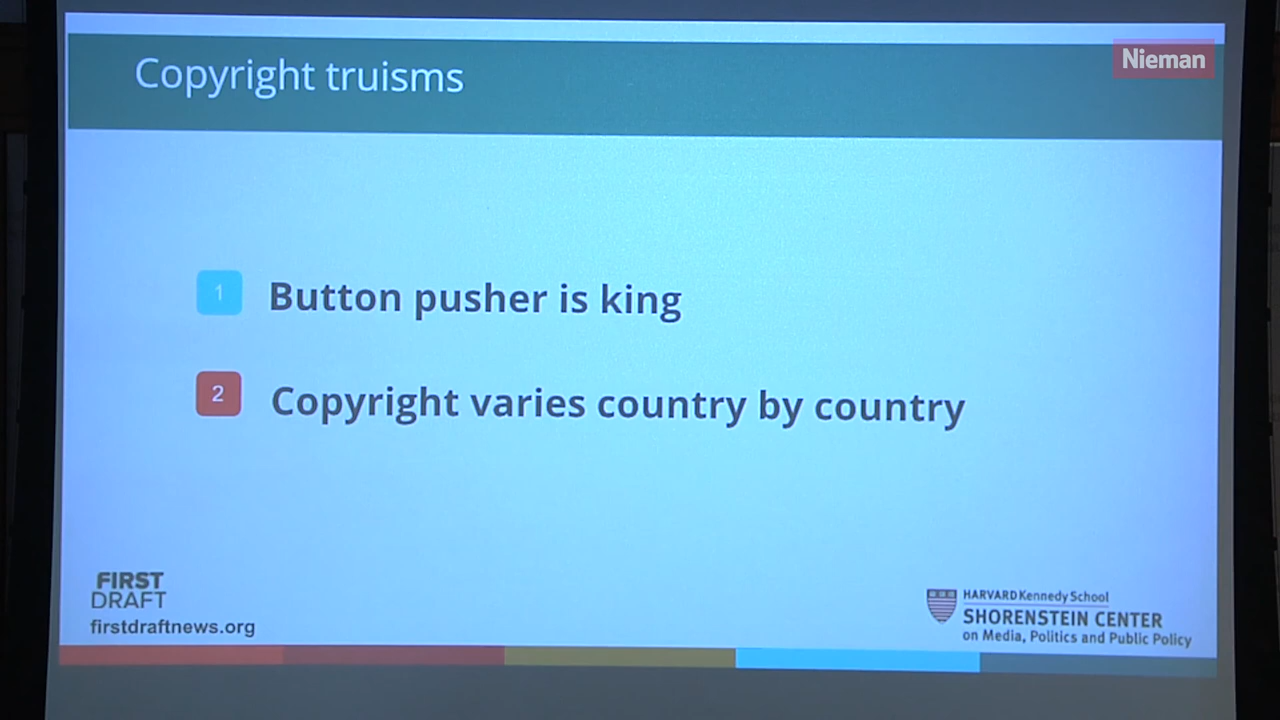 Copyright truisms
Nieman
1 Button pusher is king
2 Copyright varies country by country
FIRST
DRAFT
firstdraftnews.org
HARVARD Kennedy School
SHORENSTEIN CENTER
on Media, Politics and Public Policy